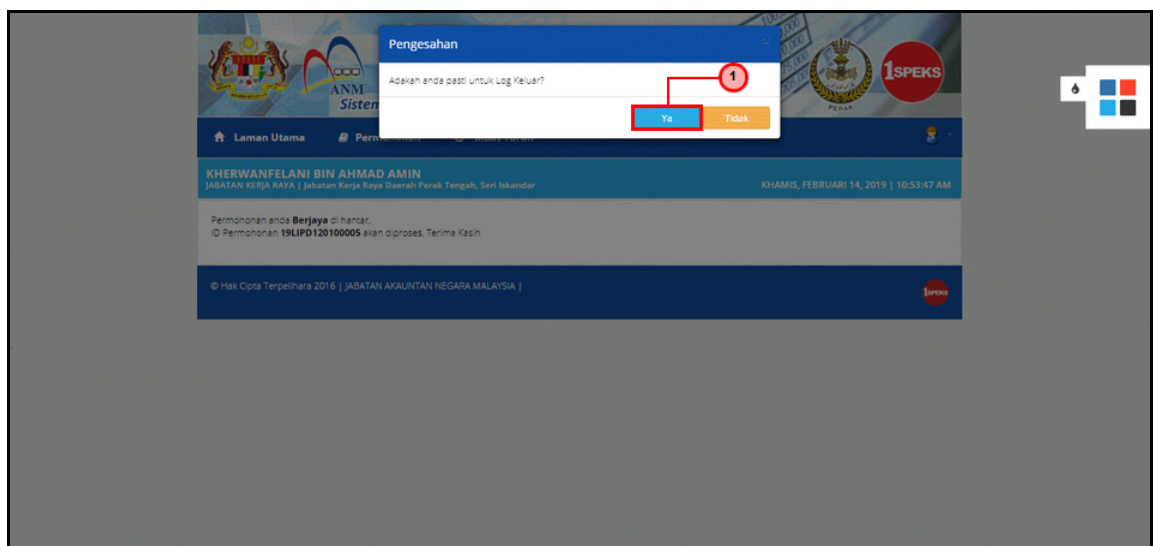 Pengesahan
Adakah anda pasti untuk Log Keluar?
1
Ya
Tidak
ANM
Sistem
PERAK
1SPEKS
Laman Utama
KHERWANFELANI BIN AHMAD AMIN
JABATAN KERJA RAYA | Jabatan Kerja Raya Daerah Perak Tengah, Seri Iskandar
KHAMIS, FEBRUARI 14, 2019 | 10:53:47 AM
Permohonan anda Berjaya di hantar.
ID Permohonan 19LIPD120100005 akan diproses. Terima Kasih
© Hak Cipta Terpelihara 2016 | JABATAN AKAUNTAN NEGARA MALAYSIA |
1SPEKS